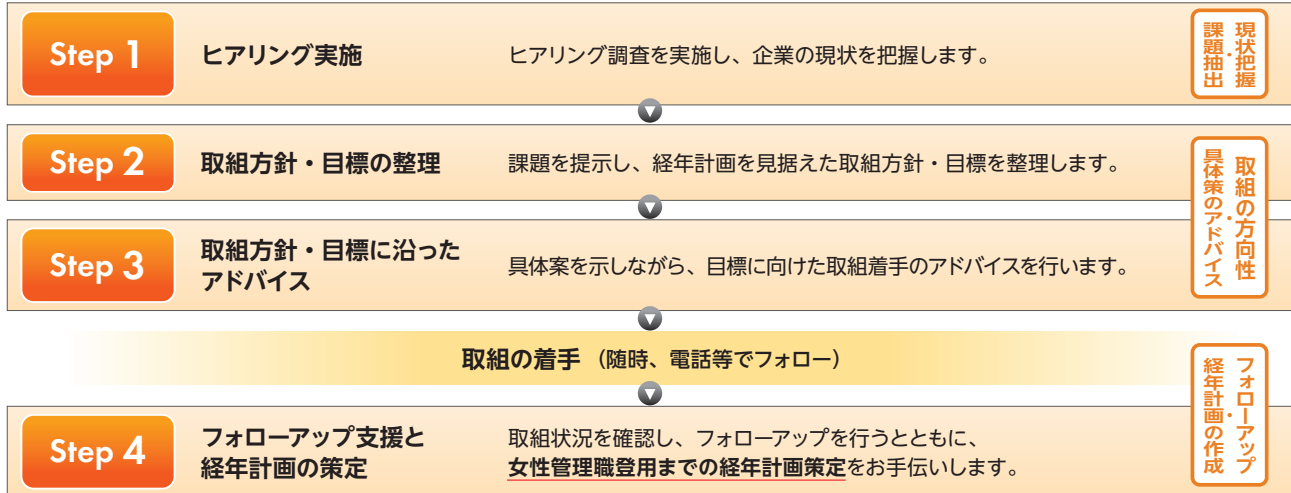 Step 1
ヒアリング実施
ヒアリング調査を実施し、企業の現状を把握します。
現状把握・
課題抽出
Step 2
取組方針・目標の整理
課題を提示し、経年計画を見据えた取組方針・目標を整理します。
取組の方向性・
具体策のアドバイス
Step 3
取組方針・目標に沿った
アドバイス
具体案を示しながら、目標に向けた取組着手のアドバイスを行います。
取組の着手 （随時、電話等でフォロー）
Step 4
フォローアップ支援と
経年計画の策定
取組状況を確認し、フォローアップを行うとともに、
女性管理職登用までの経年計画策定をお手伝いします。
フォローアップ・
経年計画の作成